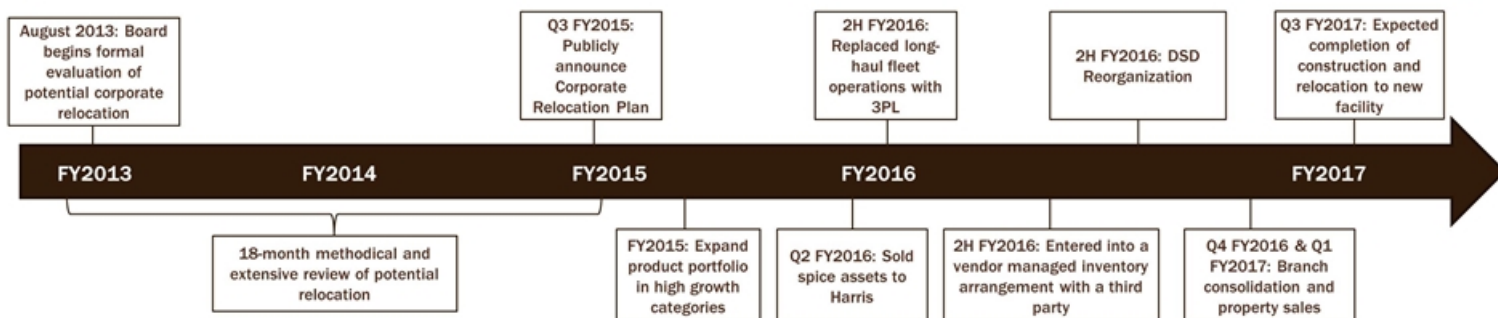 August 2013: Board
begins formal
evaluation of
potential corporate
relocation
Q3 FY2015:
Publicly
announce
Corporate
Relocation Plan
2H FY2016:
Replaced long-
haul fleet
operations with
3PL
2H FY2016: DSD
Reorganization
Q3 FY2017: Expected
completion of
construction and
relocation to new
facility
FY2013
FY2014
FY2015
FY2016
FY2017
18-month methodical and
extensive review of potential
relocation
FY2015: Expand
product portfolio
in high growth
categories
Q2 FY2016: Sold
spice assets to
Harris
2H FY2016: Entered into a
vendor managed inventory
arrangement with a third
party
Q4 FY2016 & Q1
FY2017: Branch
consolidation and
property sales